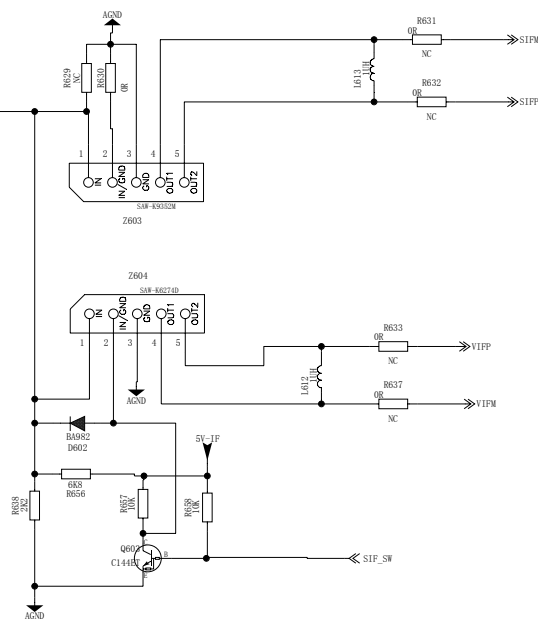 AGND
R631
0R
NC
SIFM
R629
NC
R630
0R
L613
1UH
R632
0R
NC
SIFP
1 2 3 4 5
IN
IN/GND
GND
OUT1
OUT2
SAW-K9352M
Z603
Z604
SAW-K6274D
IN
IN/GND
GND
OUT1
OUT2
1 2 3 4 5
R633
0R
NC
VIFP
L612
1UH
R637
0R
NC
VIFM
AGND
BA982
D602
5V-IF
6K8
R656
R657
10K
R658
10K
R638
2K2
Q603
C144ET
C
B
SIF_SW
AGND